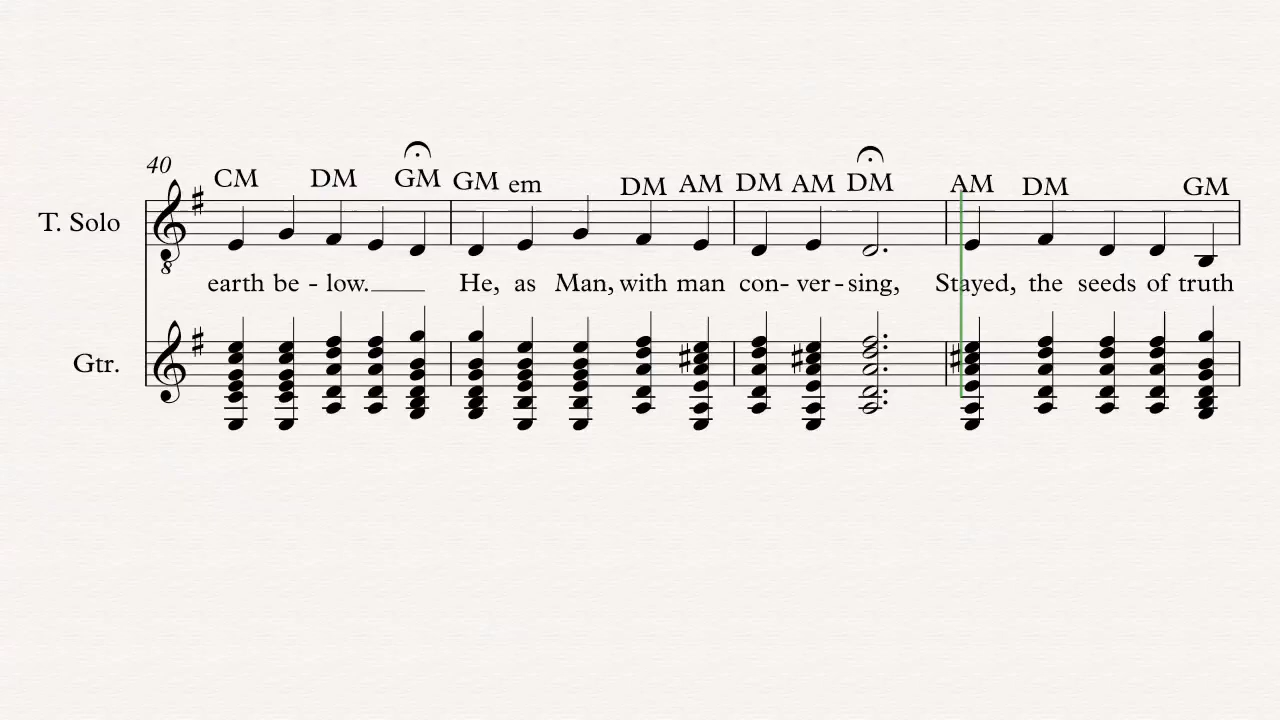 40
CM DM GM GM em DM AM DM AM DM AM DM GM
T. Solo
8
earth be - low. He, as Man, with man con- ver - sing, Stayed, the seeds of truth
Gtr.